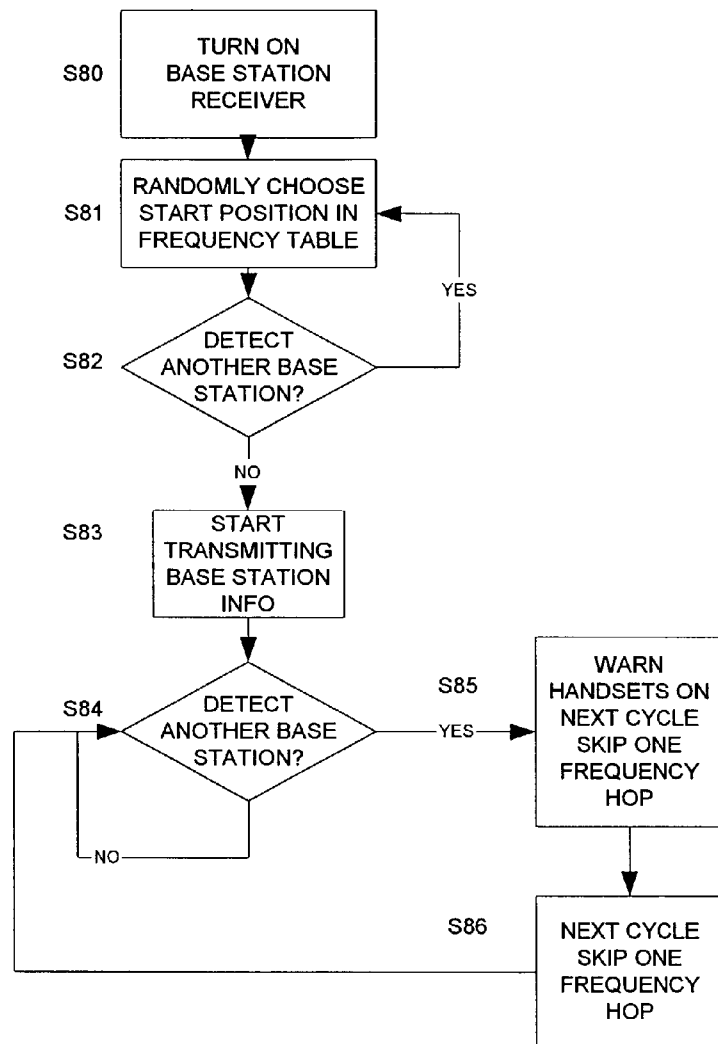 S80
TURN ON
BASE STATION
RECEIVER
S81
RANDOMLY CHOOSE
START POSITION IN
FREQUENCY TABLE
YES
S82
DETECT
ANOTHER BASE
STATION?
NO
S83
START
TRANSMITTING
BASE STATION
INFO
S84
DETECT
ANOTHER BASE
STATION?
YES
NO
S85
WARN
HANDSETS ON
NEXT CYCLE
SKIP ONE
FREQUENCY
HOP
S86
NEXT CYCLE
SKIP ONE
FREQUENCY
HOP